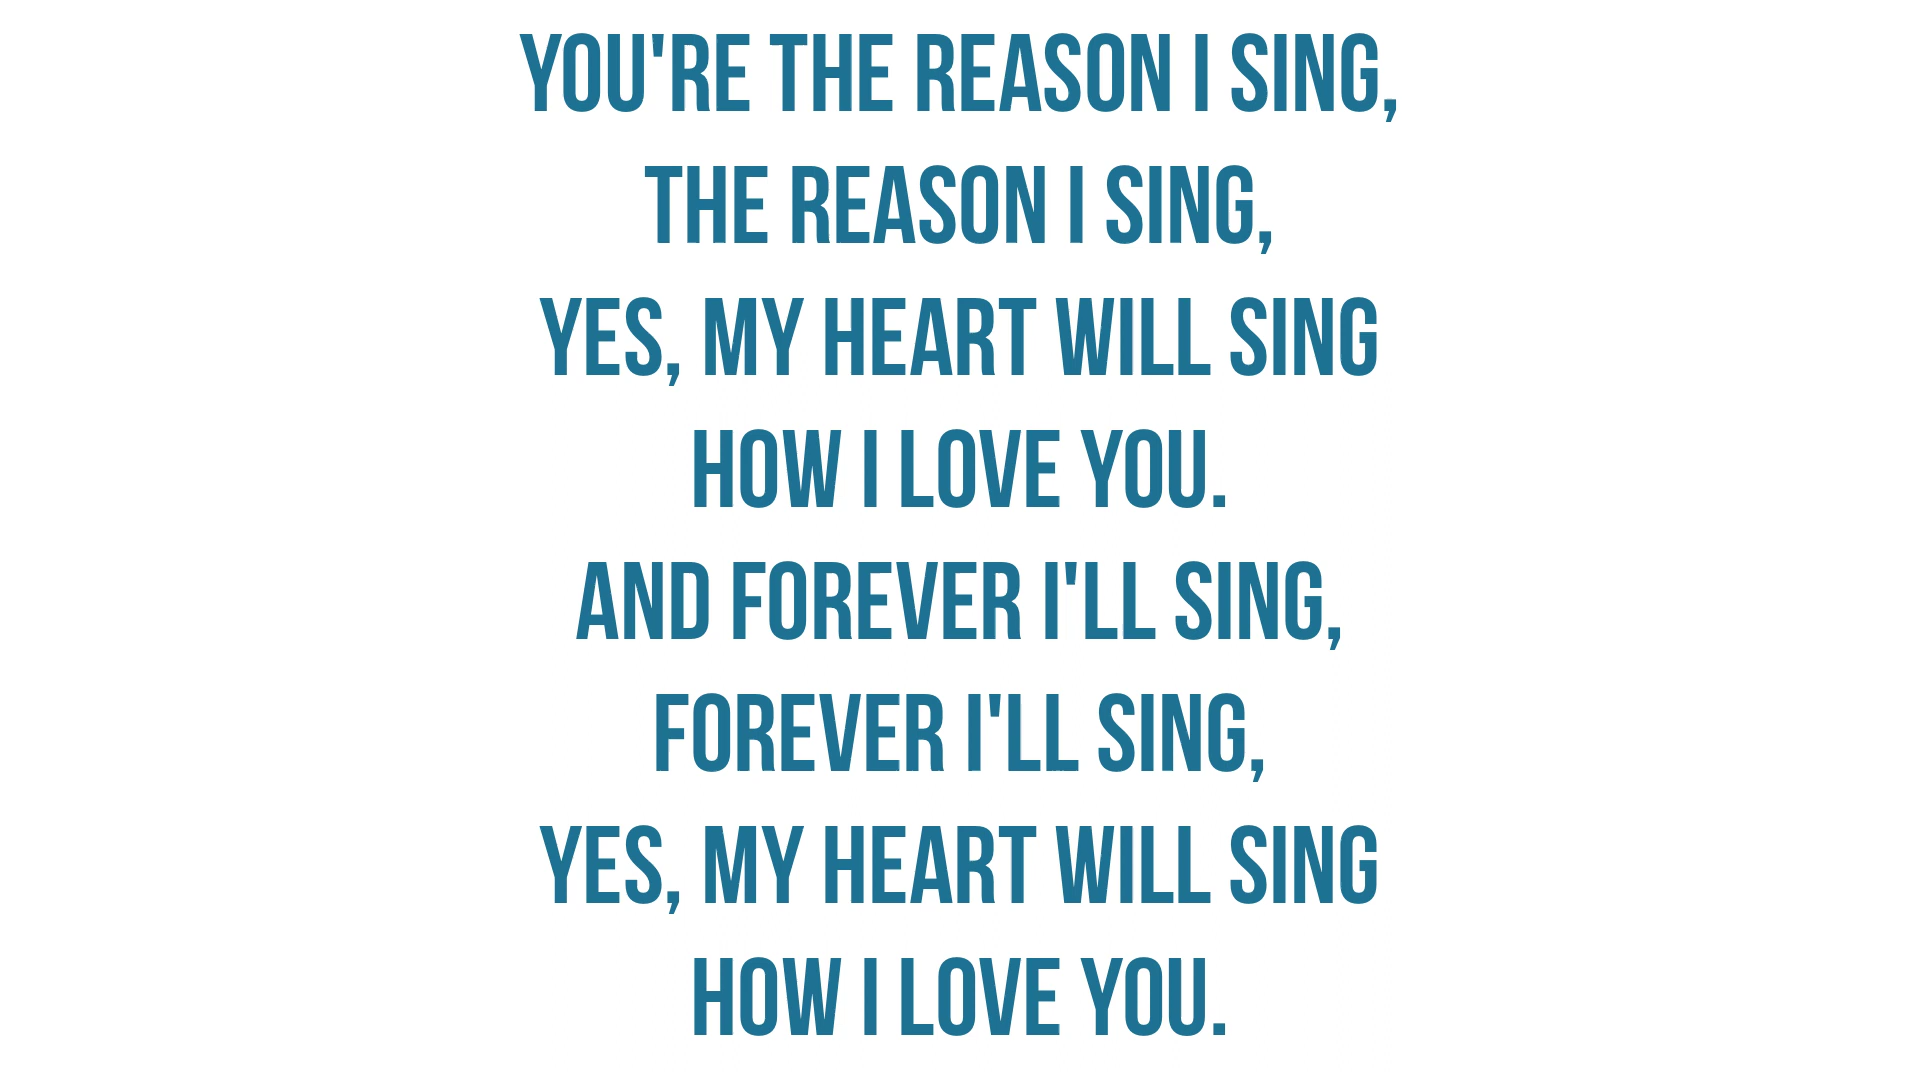 YOU'RE THE REASON I SING,
THE REASON I SING,
YES, MY HEART WILL SING
HOW I LOVE YOU.
AND FOREVER I'LL SING,
FOREVER I'LL SING,
YES, MY HEART WILL SING
HOW I LOVE YOU.